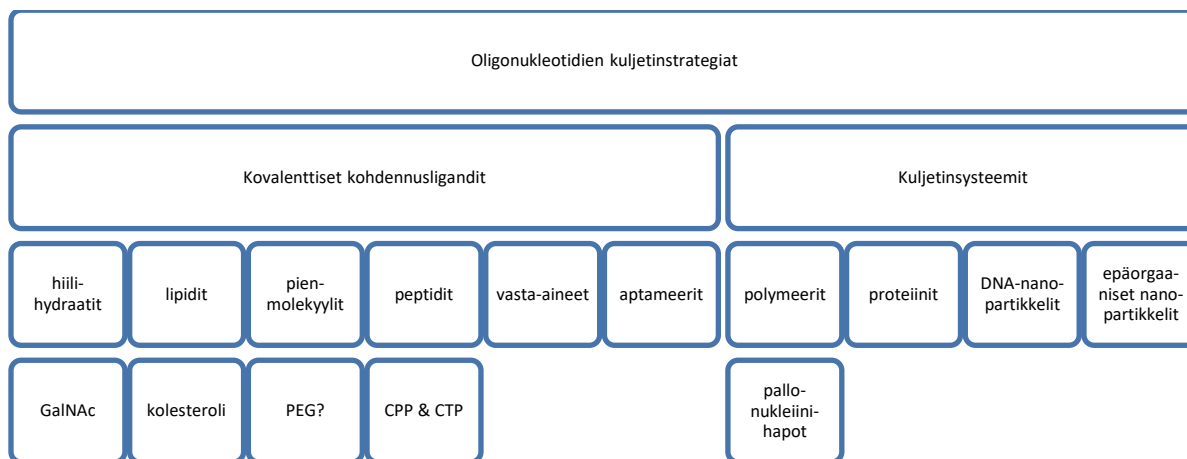 Oligonukleotidien kuljetinstrategiat
Kovalenttiset kohdennusligandit
Kuljetinsysteemit
hiili-
hydraatit
lipidit
pien-
molekyylit
peptidit
vasta-aineet
aptameerit
polymeerit
proteiinit
DNA-nano-
partikkelit
epäorgaa-
niset nano-
partikkelit
GalNAc
kolesteroli
PEG?
CPP & CTP
pallo-
nukleiini-
hapot